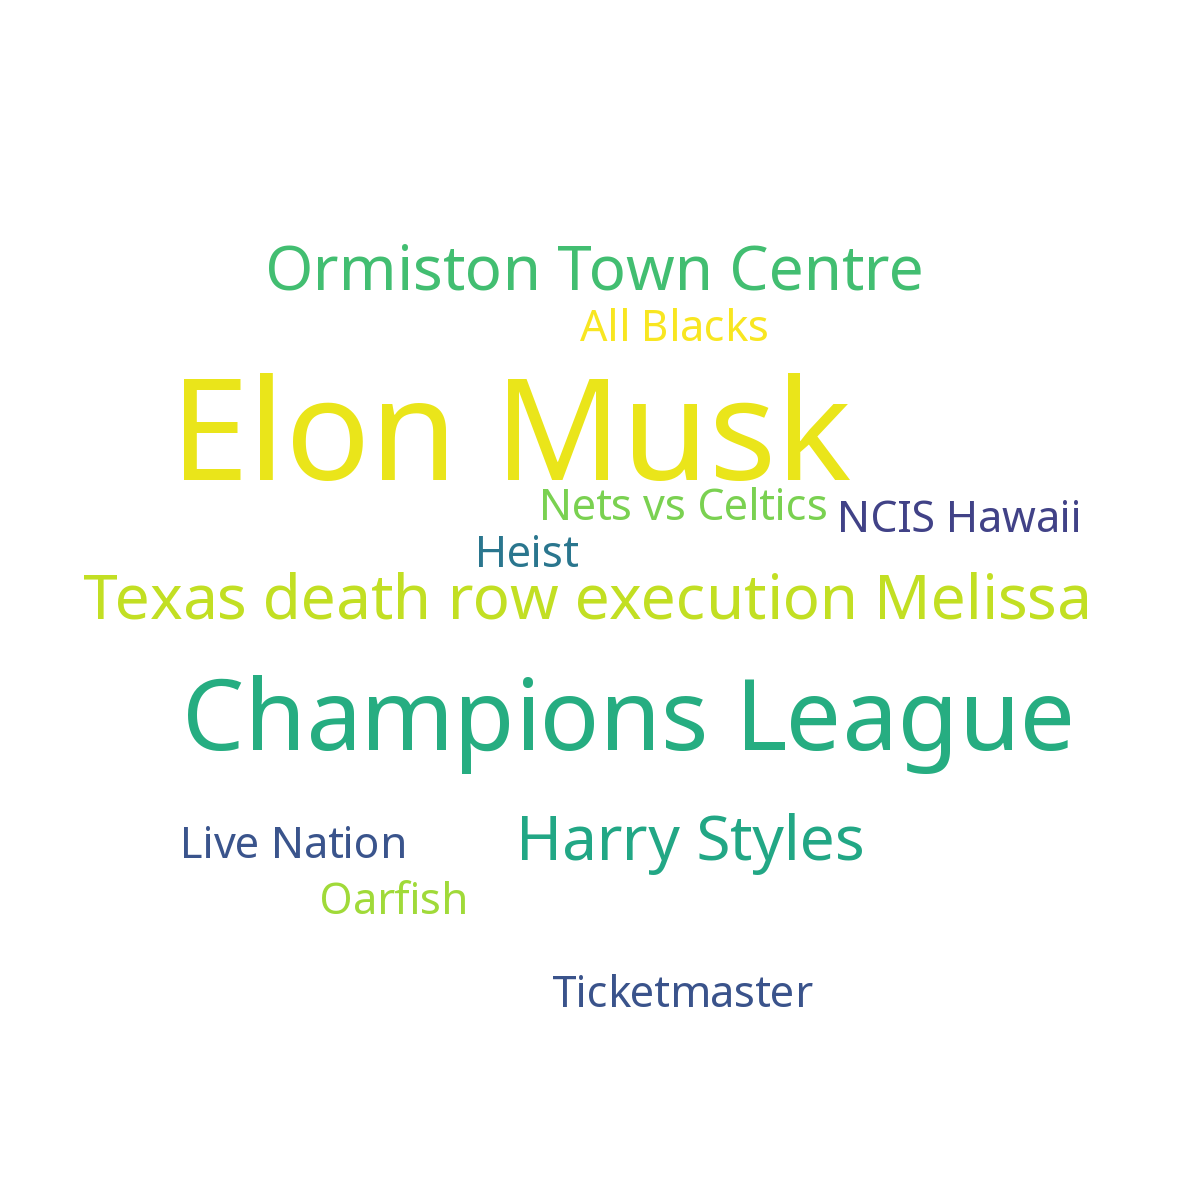 Ormiston Town Centre
All Blacks
Elon Musk
Nets vs Celtics
NCIS Hawaii
Heist
Texas death row execution Melissa
Champions League
Harry Styles
Live Nation
Oarfish
Ticketmaster